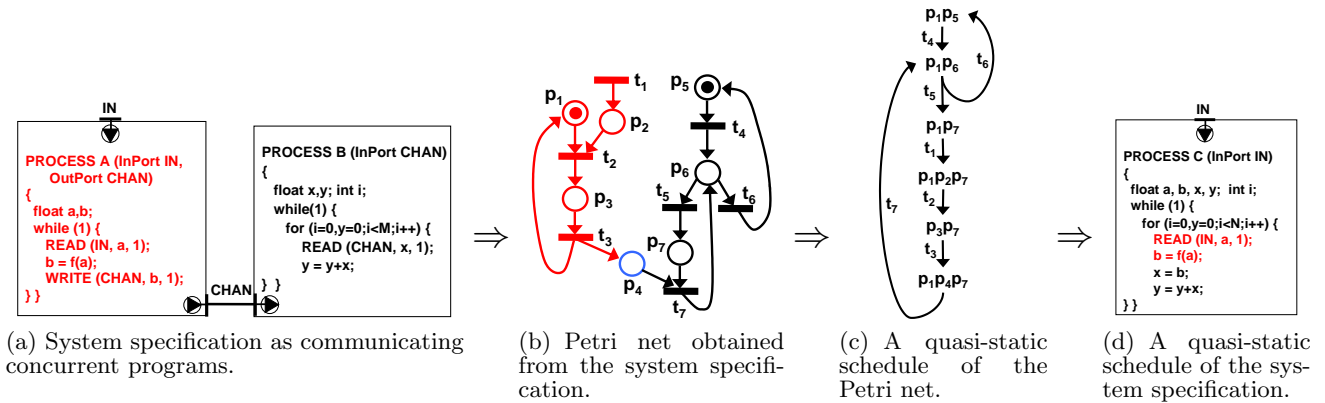 IN
PROCESS A (InPort IN,
OutPort CHAN)
{
float a,b;
while (1) {
READ (IN, a, 1);
b = f(a);
WRITE (CHAN, b, 1);
} }
CHAN
PROCESS B (InPort CHAN)
{
float x,y; int i;
while(1) {
for (i=0,y=0;i<M;i++) {
READ (CHAN, x, 1);
y = y+x;
} }
(a) System specification as communicating
concurrent programs.
⇒
p1
t1
p2
t2
p3
t3
p4
p5
t4
p6
t5
t6
p7
t7
(b) Petri net obtained
from the system specifi-
cation.
⇒
p1p5
t4
t6
p1p6
t5
p1p7
t1
p1p2p7
t2
t7
p3p7
t3
p1p4p7
(c) A quasi-static
schedule of the
Petri net.
⇒
IN
PROCESS C (InPort IN)
{
float a, b, x, y; int i;
while (1) {
for (i=0,y=0;i<N;i++) {
READ (IN, a, 1);
b = f(a);
x = b;
y = y+x;
} }
(d) A quasi-static
schedule of the sys-
tem specification.